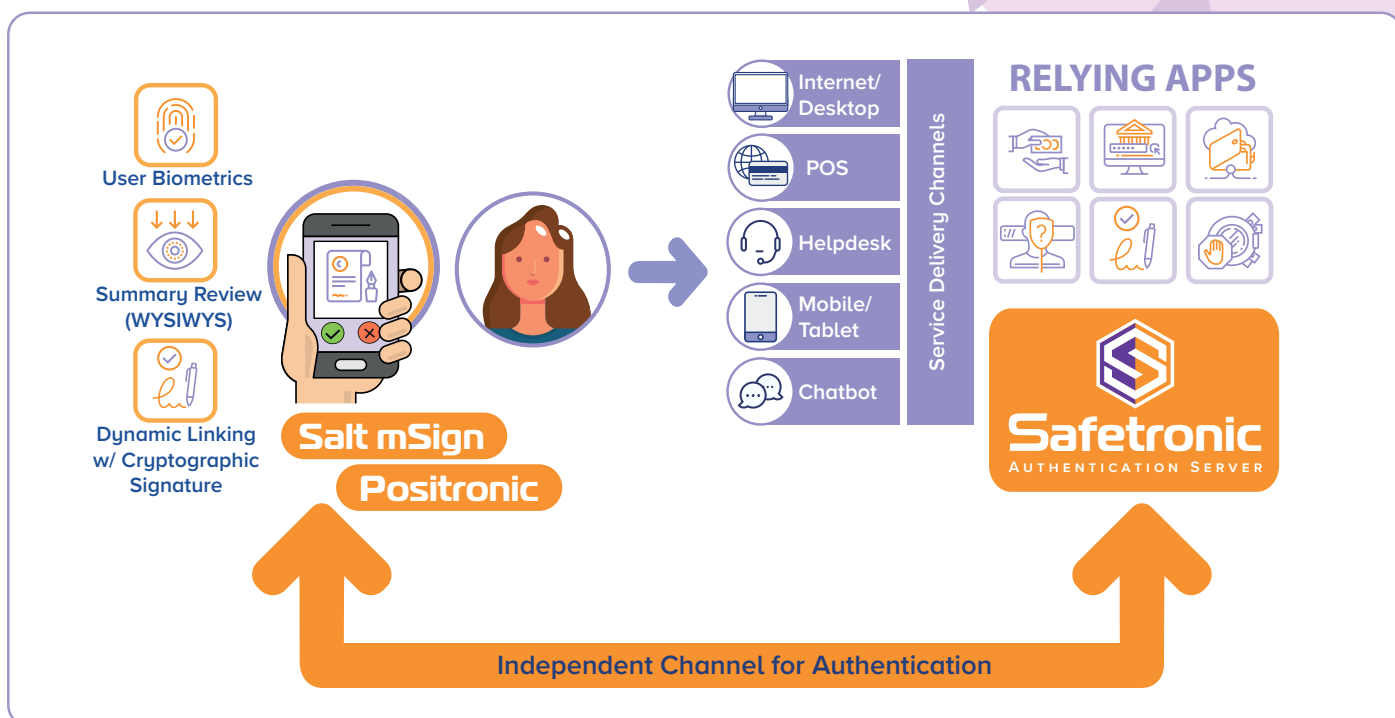 User Biometrics
Summary Review
(WYSIWYS)
Dynamic Linking
w/ Cryptographic
Signature
Salt mSign
Positronic
Internet/
Desktop
POS
Helpdesk
Mobile/
Tablet
Chatbot
Service Delivery Channels
RELYING APPS
?
Safetronic
AUTHENTICATION SERVER
Independent Channel for Authentication